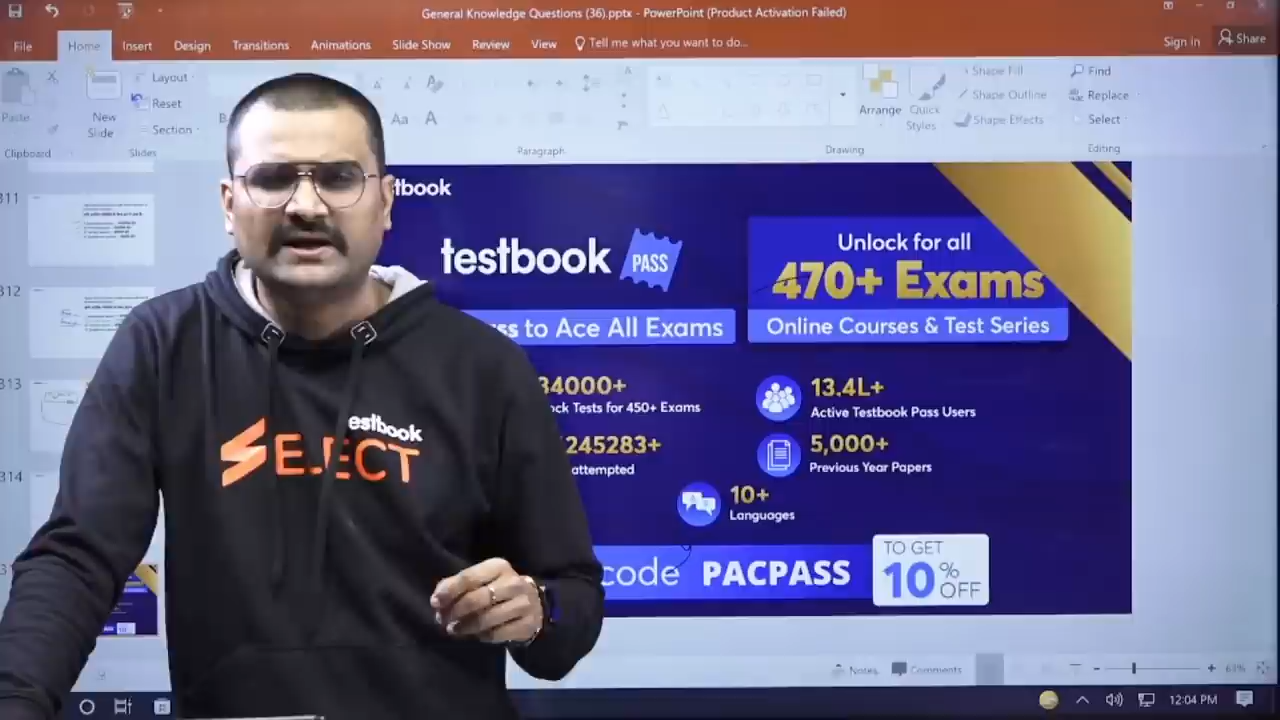 General Knowledge Questions (36).pptx - PowerPoint (Product Activation Failed)
File Home Insert Design Transitions Animations Slide Show Review View Tell me what you want to do...
Sign in Share
Paste
New Slide
Layout
Reset
Section
Aa A
Arrange
Quick Styles
Shape Fill
Shape Outline
Shape Effects
Find
Replace
Select
Clipboard Slides Paragraph Drawing Editing
311
312
313
314
tbook
testbook PASS
ss to Ace All Exams
Unlock for all
470+ Exams
Online Courses & Test Series
34000+
ock Tests for 450+ Exams
13.4L+
Active Testbook Pass Users
245283+
attempted
5,000+
Previous Year Papers
10+
Languages
code PACPASS
TO GET
10% OFF
testbook
SELECT
Notes Comments 61%
12:04 PM